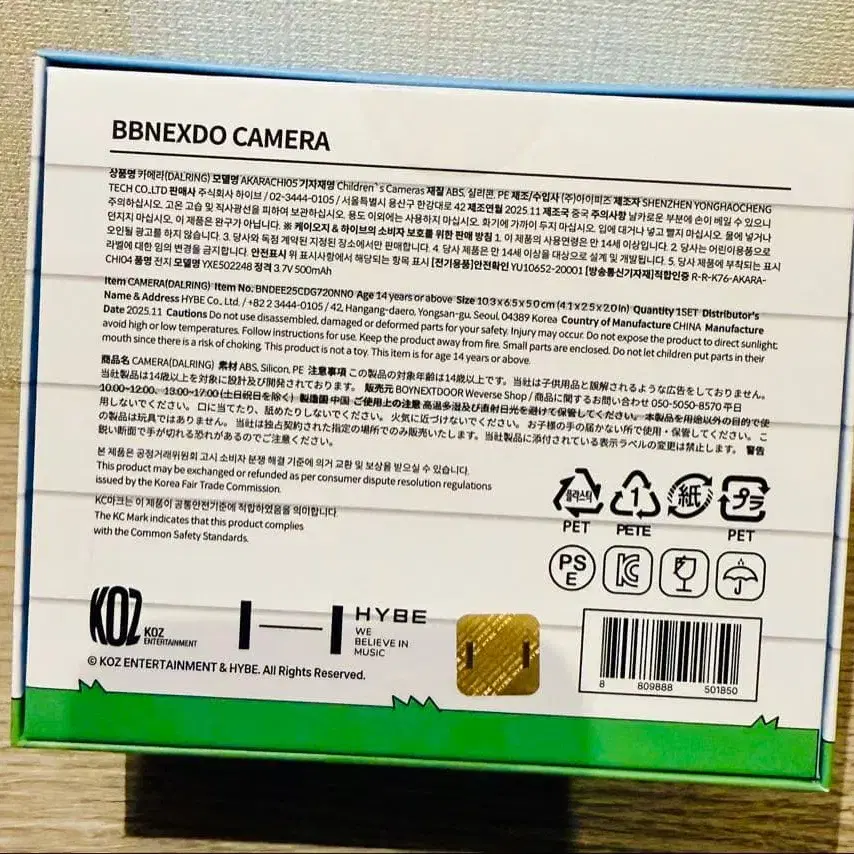 BBNEXDO CAMERA
상품명 카메라(DALRING) 모델명 AKARACHI05 기자재명 Children`s Cameras 재질 ABS, 실리콘, PE 제조/수입사 (주)아이피즈 제조자 SHENZHEN YONGHAOCHENG
TECH CO.,LTD 판매사 주식회사 하이브 / 02-3444-0105 / 서울특별시 용산구 한강대로 42 제조연월 2025.11 제조국 중국 주의사항 날카로운 부분에 손이 베일 수 있으니
주의하십시오. 고온 고습 및 직사광선을 피하여 보관하십시오. 용도 이외에는 사용하지 마십시오. 화기에 가까이 두지 마십시오. 입에 대거나 넣고 빨지 마십시오. 물에 넣거나
던지지 마십시오. 이 제품은 완구가 아닙니다. ※ 케이오지 & 하이브의 소비자 보호를 위한 판매 방침 1. 이 제품의 사용연령은 만 14세 이상입니다. 2. 당사는 어린이용품으로
오인될 광고를 하지 않습니다. 3. 당사와 독점 계약된 지정된 장소에서만 판매합니다. 4. 당사 제품은 만 14세 이상을 대상으로 설계 및 개발되었습니다. 5. 당사 제품에 부착되는 표시
라벨에 대한 임의 변경을 금지합니다. 안전표시 위 표시사항에서 해당되는 항목 표시 [전기용품]안전확인 YU10652-20001 [방송통신기자재]적합인증 R-R-K76-AKARA-
CHI04 품명 전지 모델명 YXE502248 정격 3.7V 500mAh
Item CAMERA(DALRING) Item No. BNDEE25CDG720NN0 Age 14 years or above Size 10.3 x 6.5 x 5.0 cm (4.1 x 2.5 x 2.0 in) Quantity 1SET Distributor's
Name & Address HYBE Co. Ltd. / +82 2 3444-0105 / 42, Hangang-daero, Yongsan-gu, Seoul, 04389 Korea Country of Manufacture CHINA Manufacture
Date 2025.11 Cautions Do not use disassembled, damaged or deformed parts for your safety. Injury may occur. Do not expose the product to direct sunlight;
avoid high or low temperatures. Follow instructions for use. Keep the product away from fire. Small parts are enclosed. Do not let children put parts in their
mouth since there is a risk of choking. This product is not a toy. This item is for age 14 years or above.
商品名 CAMERA(DALRING) 素材 ABS, Silicon, PE 注意事項 この製品の対象年齢は14歳以上です。当社は子供用品と誤解されるような広告をしておりません。
当社製品は14歳以上を対象に設計及び開発されております。 販売元 BOYNEXTDOOR Weverse Shop / 商品に関するお問い合わせ 050-5050-8570 平日
10:00~12:00、13:00~17:00 (土日祝日を除く) 製造国 中国 ご使用上の注意 高温多湿及び直射日光を避けて保管してください。 本製品を用途以外の目的で使
用しないでください。 口に当てたり、舐めたりしないでください。 火気に近づけないでください。 お子様の手の届かない所で使用・保管してください。 こ
の製品は玩具ではありません。 当社は独占契約された指定の場所でのみ販売いたします。当社製品に添付されている表示ラベルの変更は禁止します。 警告
鋭い断面で手が切れる恐れがあるのでご注意ください。
본 제품은 공정거래위원회 고시 소비자 분쟁 해결 기준에 의거 교환 및 보상을 받으실 수 있습니다.
This product may be exchanged or refunded as per consumer dispute resolution regulations
issued by the Korea Fair Trade Commission.
KC마크는 이 제품이 공통안전기준에 적합하였음을 의미합니다.
The KC Mark indicates that this product complies
with the Common Safety Standards.
플라스틱 1 紙 プラ
PET PETE PET
PS
E
KC
KOZ
KOZ
ENTERTAINMENT
HYBE
WE
BELIEVE IN
MUSIC
© KOZ ENTERTAINMENT & HYBE. All Rights Reserved.
8 809888 501850